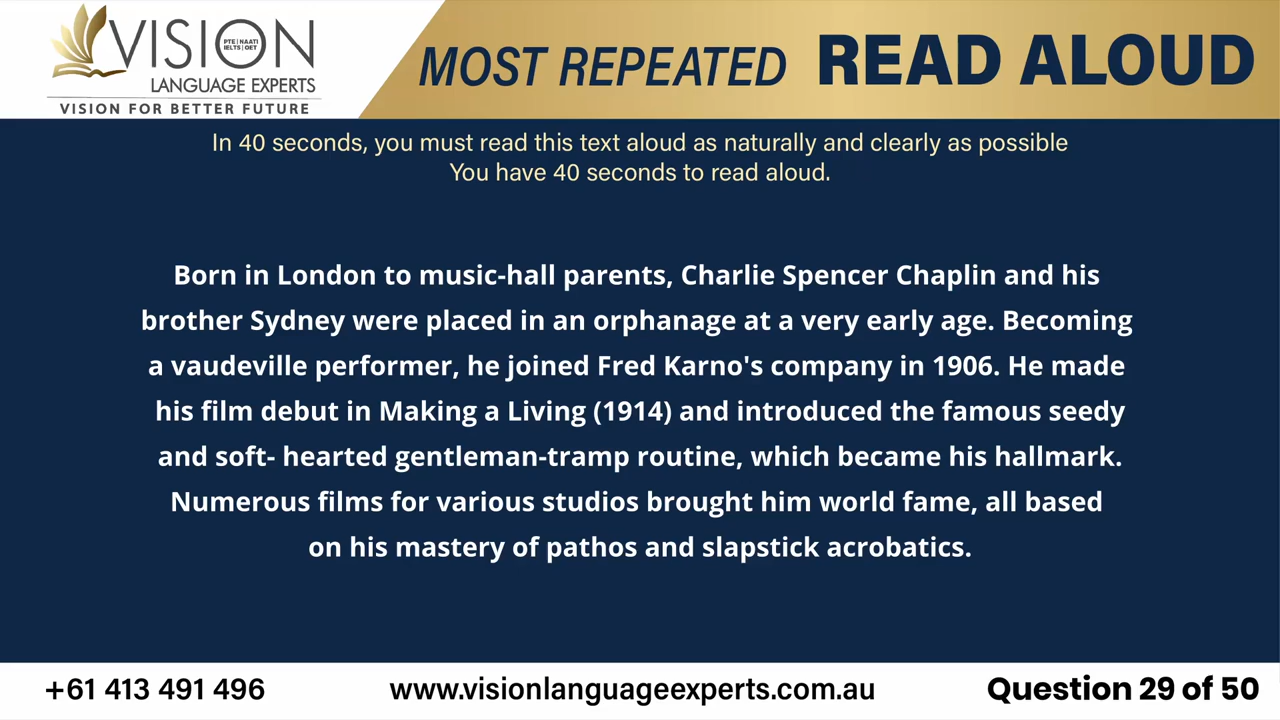 VISION
PTE | NAATI
IELTS | OET
LANGUAGE EXPERTS
VISION FOR BETTER FUTURE
MOST REPEATED READ ALOUD
In 40 seconds, you must read this text aloud as naturally and clearly as possible
You have 40 seconds to read aloud.
Born in London to music-hall parents, Charlie Spencer Chaplin and his
brother Sydney were placed in an orphanage at a very early age. Becoming
a vaudeville performer, he joined Fred Karno's company in 1906. He made
his film debut in Making a Living (1914) and introduced the famous seedy
and soft- hearted gentleman-tramp routine, which became his hallmark.
Numerous films for various studios brought him world fame, all based
on his mastery of pathos and slapstick acrobatics.
+61 413 491 496
www.visionlanguageexperts.com.au
Question 29 of 50